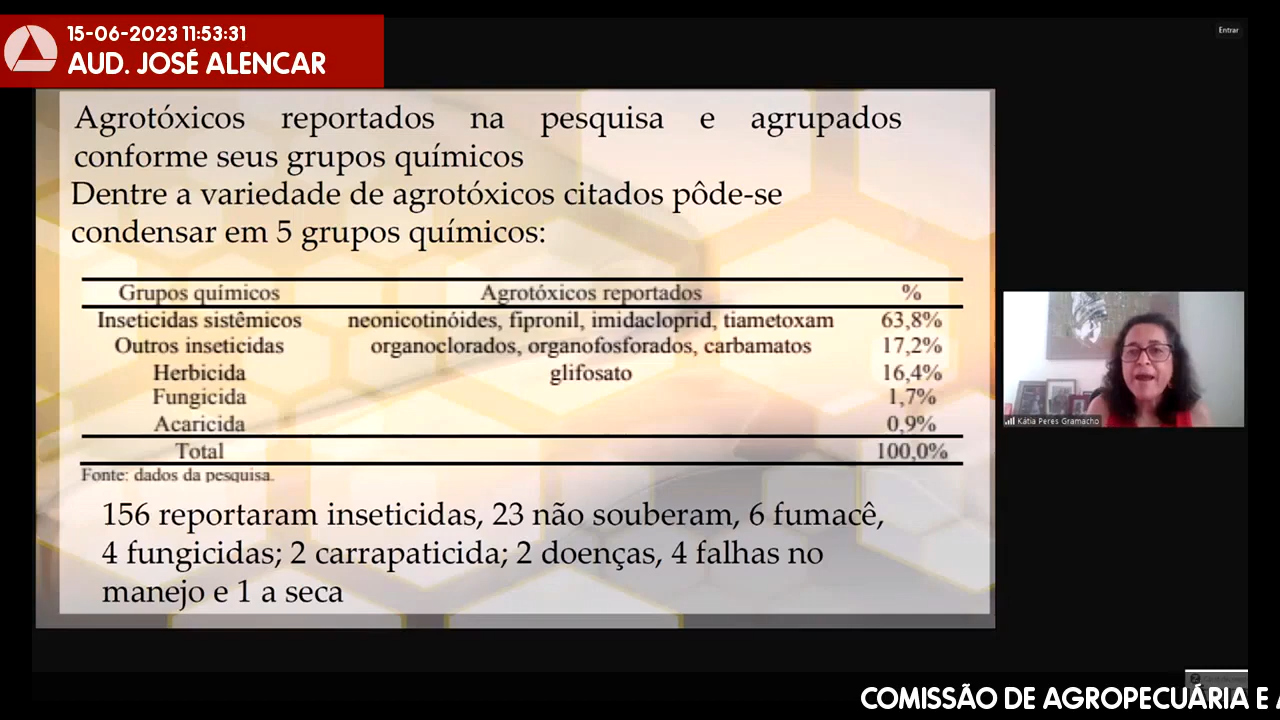 15-06-2023 11:53:31
AUD. JOSÉ ALENCAR
Entrar
Agrotóxicos reportados na pesquisa e agrupados
conforme seus grupos químicos
Dentre a variedade de agrotóxicos citados pôde-se
condensar em 5 grupos químicos:
Grupos químicos Agrotóxicos reportados %
Inseticidas sistêmicos neonicotinóides, fipronil, imidacloprid, tiametoxam 63,8%
Outros inseticidas organoclorados, organofosforados, carbamatos 17,2%
Herbicida glifosato 16,4%
Fungicida 1,7%
Acaricida 0,9%
Total 100,0%
Fonte: dados da pesquisa.
156 reportaram inseticidas, 23 não souberam, 6 fumacê,
4 fungicidas; 2 carrapaticida; 2 doenças, 4 falhas no
manejo e 1 a seca
Kátia Peres Gramacho
COMISSÃO DE AGROPECUÁRIA E A